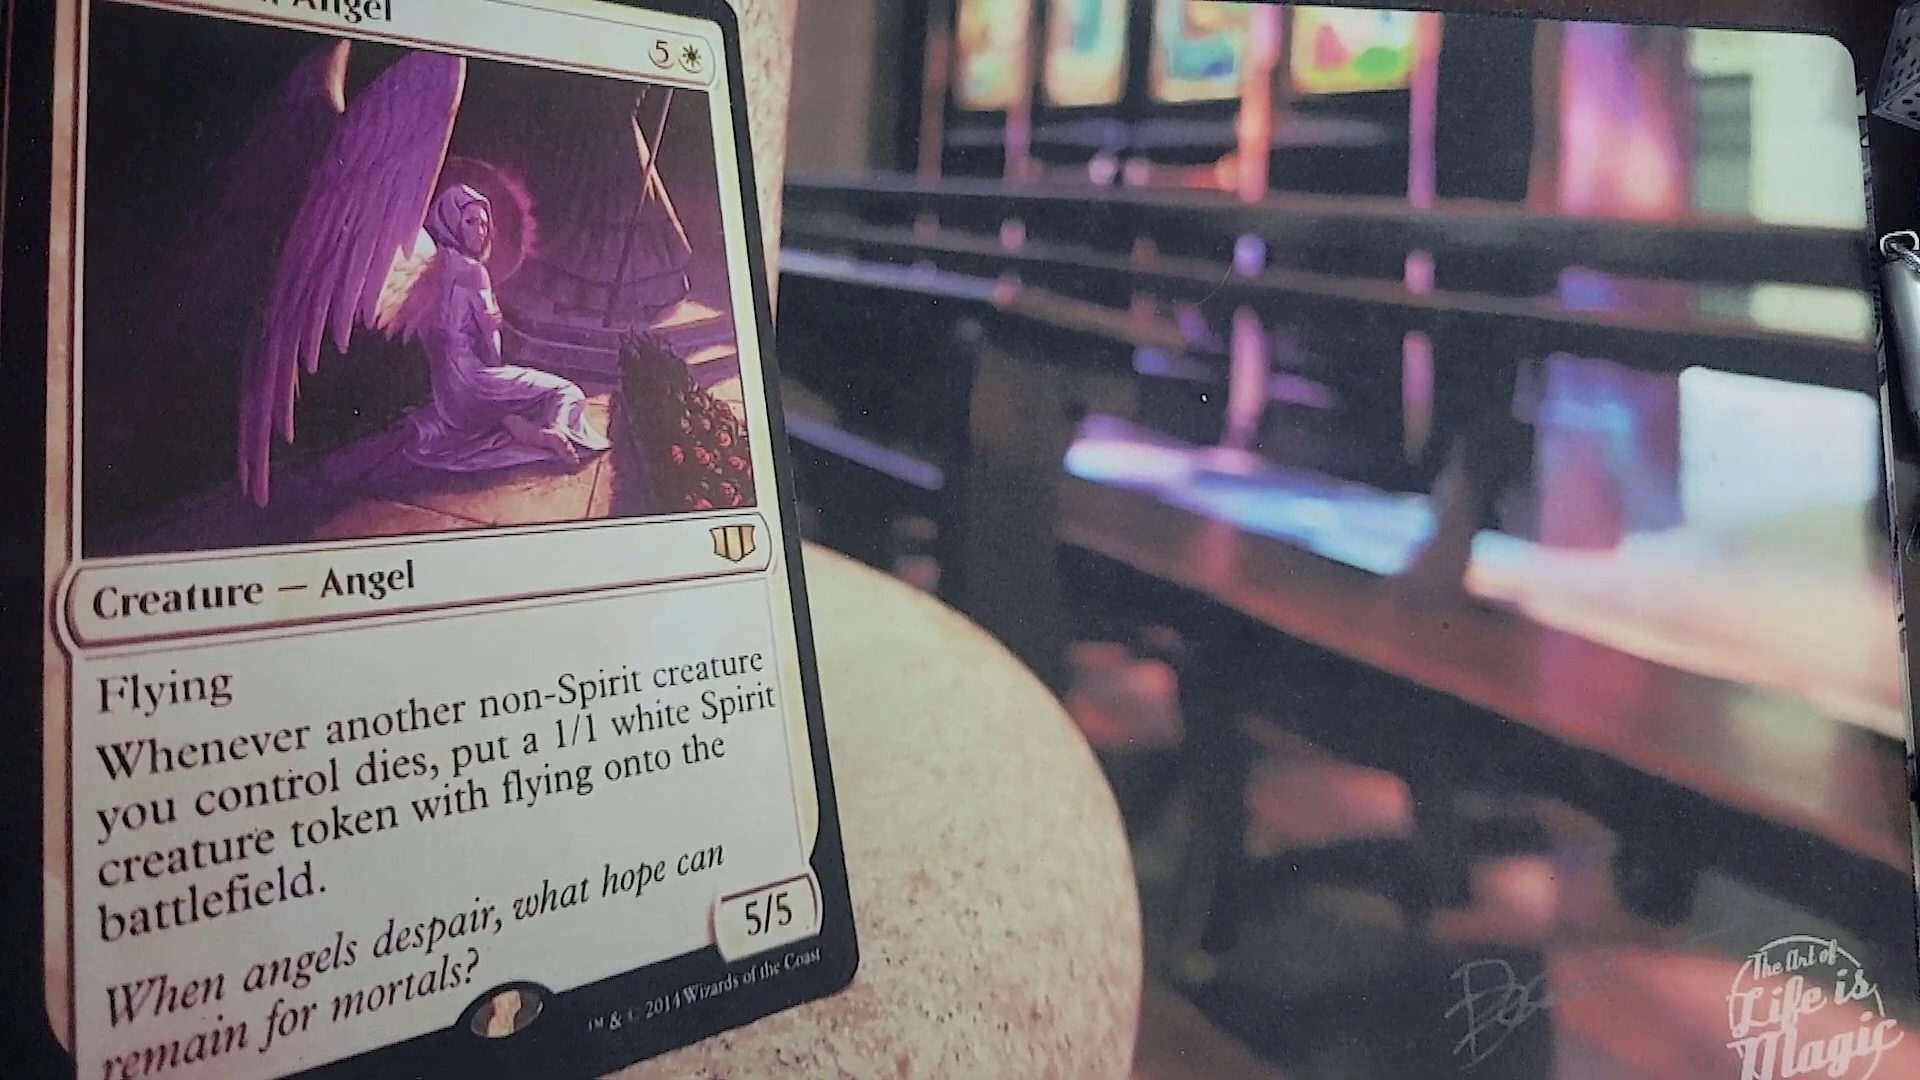 Angel
5
Creature — Angel
Flying
Whenever another non-Spirit creature
you control dies, put a 1/1 white Spirit
creature token with flying onto the
battlefield.
When angels despair, what hope can
remain for mortals?
5/5
™ & © 2014 Wizards of the Coast
The Art of
Life is
Magic